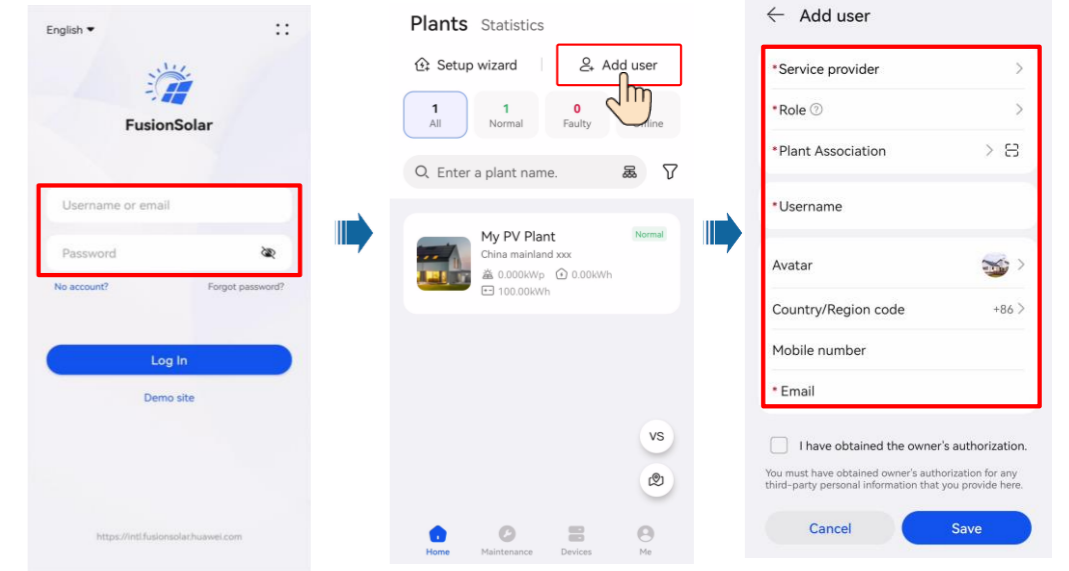 English
FusionSolar
Username or email
Password
No account?
Forgot password?
Log In
Demo site
https://intl.fusionsolar.huawei.com
Plants Statistics
Setup wizard
Add user
1
All
1
Normal
0
Faulty
Enter a plant name.
My PV Plant
Normal
China mainland xxx
0.000kWp 0.00kWh
100.00kWh
VS
Home
Maintenance
Devices
Me
Add user
*Service provider
*Role
*Plant Association
*Username
Avatar
Country/Region code
+86
Mobile number
* Email
I have obtained the owner's authorization.
You must have obtained owner's authorization for any
third-party personal information that you provide here.
Cancel
Save